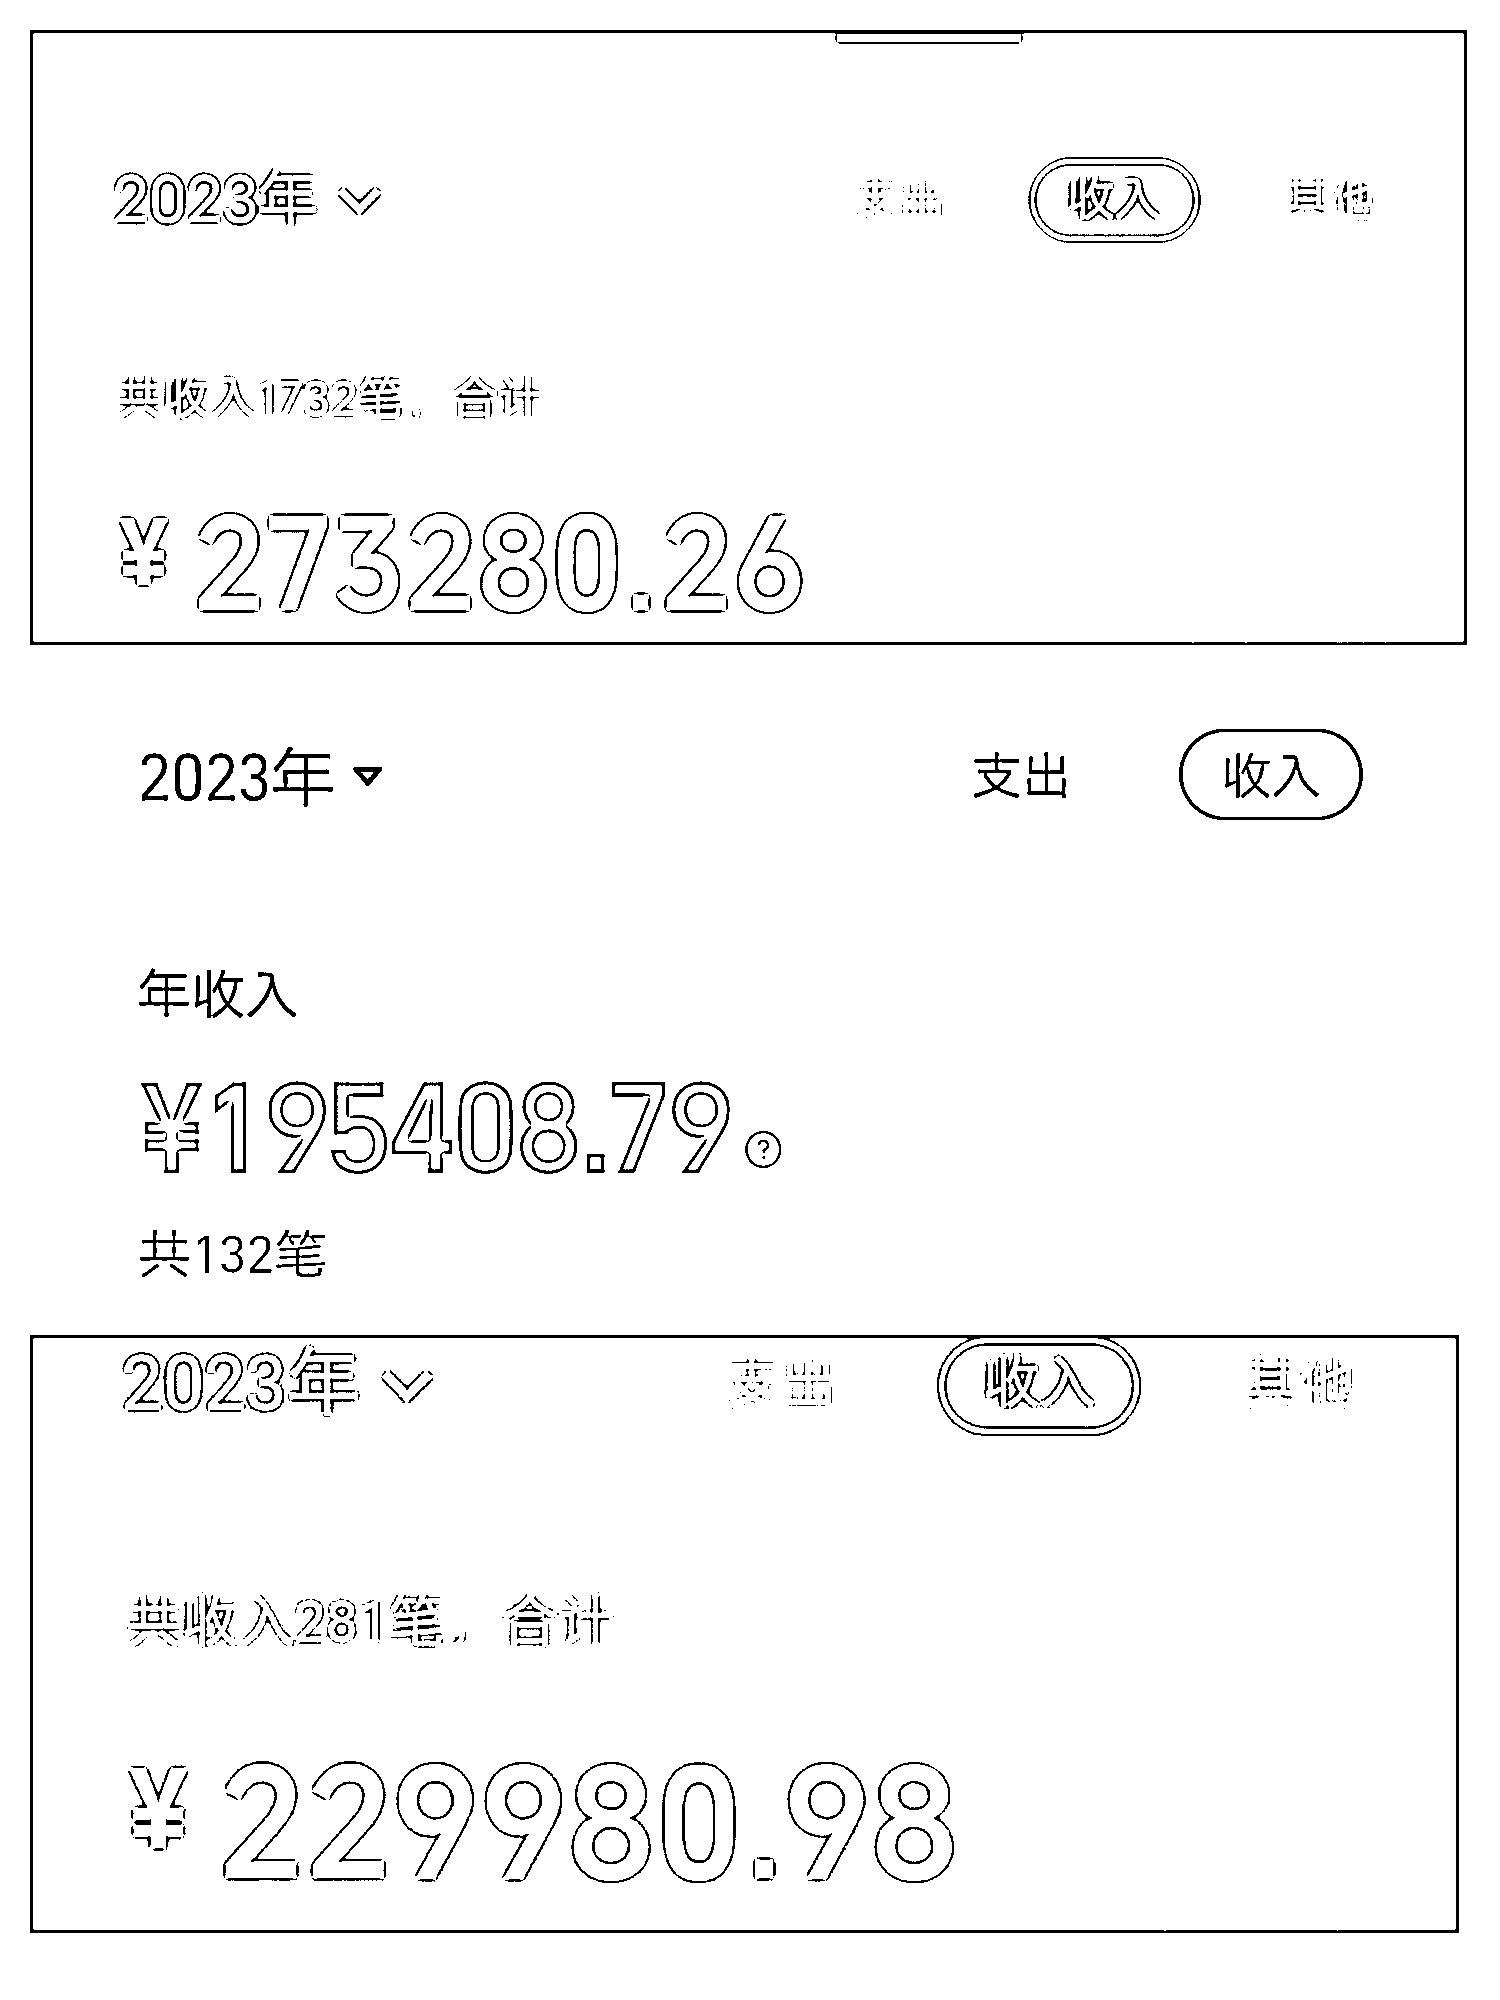 2023年 支出 收入 其他
共收入1732笔，合计
¥ 273280.26
2023年 支出 收入
年收入
¥195408.79 ?
共132笔
2023年 支出 收入 其他
共收入281笔，合计
¥ 229980.98